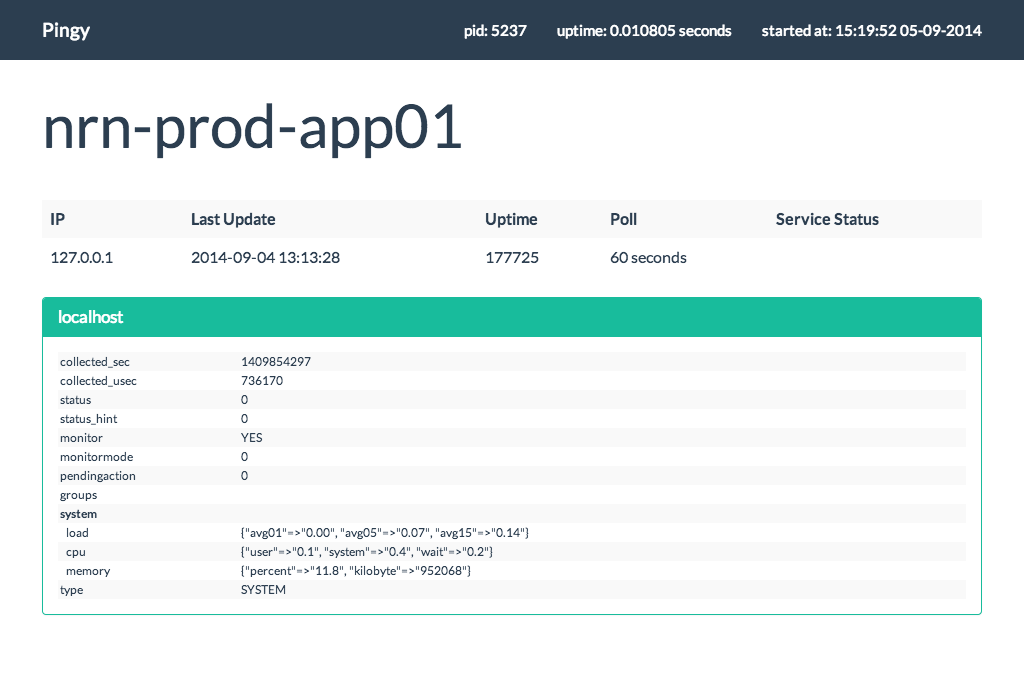 Pingy pid: 5237 uptime: 0.010805 seconds started at: 15:19:52 05-09-2014
nrn-prod-app01
IP Last Update Uptime Poll Service Status
127.0.0.1 2014-09-04 13:13:28 177725 60 seconds
localhost
collected_sec 1409854297
collected_usec 736170
status 0
status_hint 0
monitor YES
monitormode 0
pendingaction 0
groups
system
load {"avg01"=>"0.00", "avg05"=>"0.07", "avg15"=>"0.14"}
cpu {"user"=>"0.1", "system"=>"0.4", "wait"=>"0.2"}
memory {"percent"=>"11.8", "kilobyte"=>"952068"}
type SYSTEM